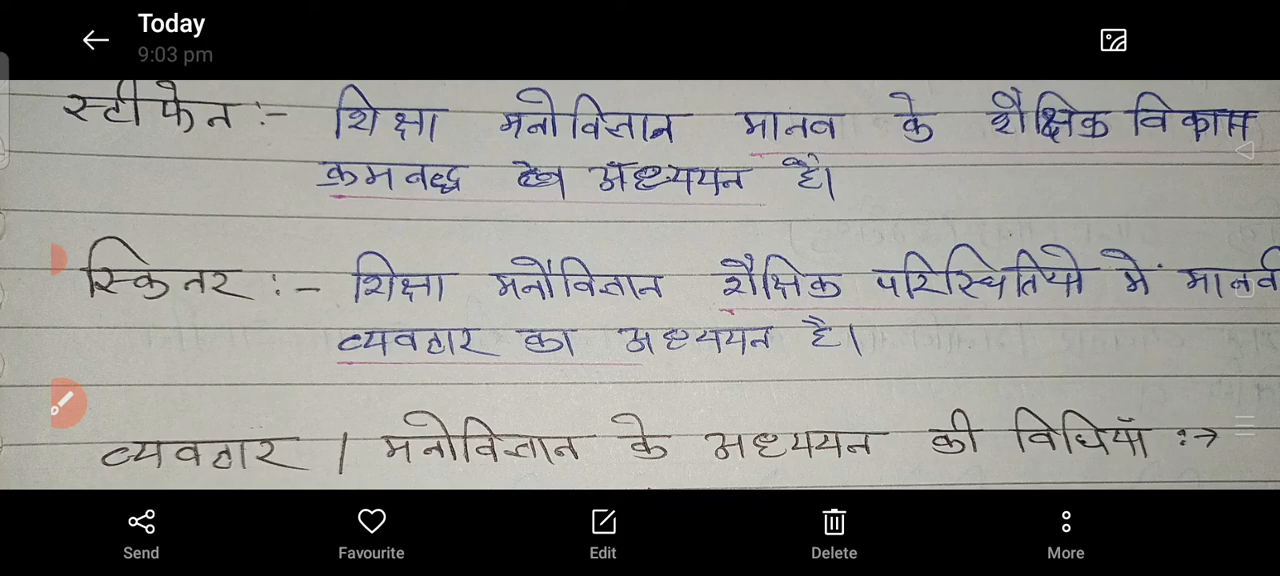 Today
9:03 pm
स्टीफेन :- शिक्षा मनोविज्ञान मानव के शैक्षिक विकास
क्रमबद्ध अध्ययन है।
स्किनर :- शिक्षा मनोविज्ञान शैक्षिक परिस्थितियो में मानव
व्यवहार का अध्ययन है।
व्यवहार / मनोविज्ञान के अध्ययन की विधियाँ :→
Send Favourite Edit Delete More